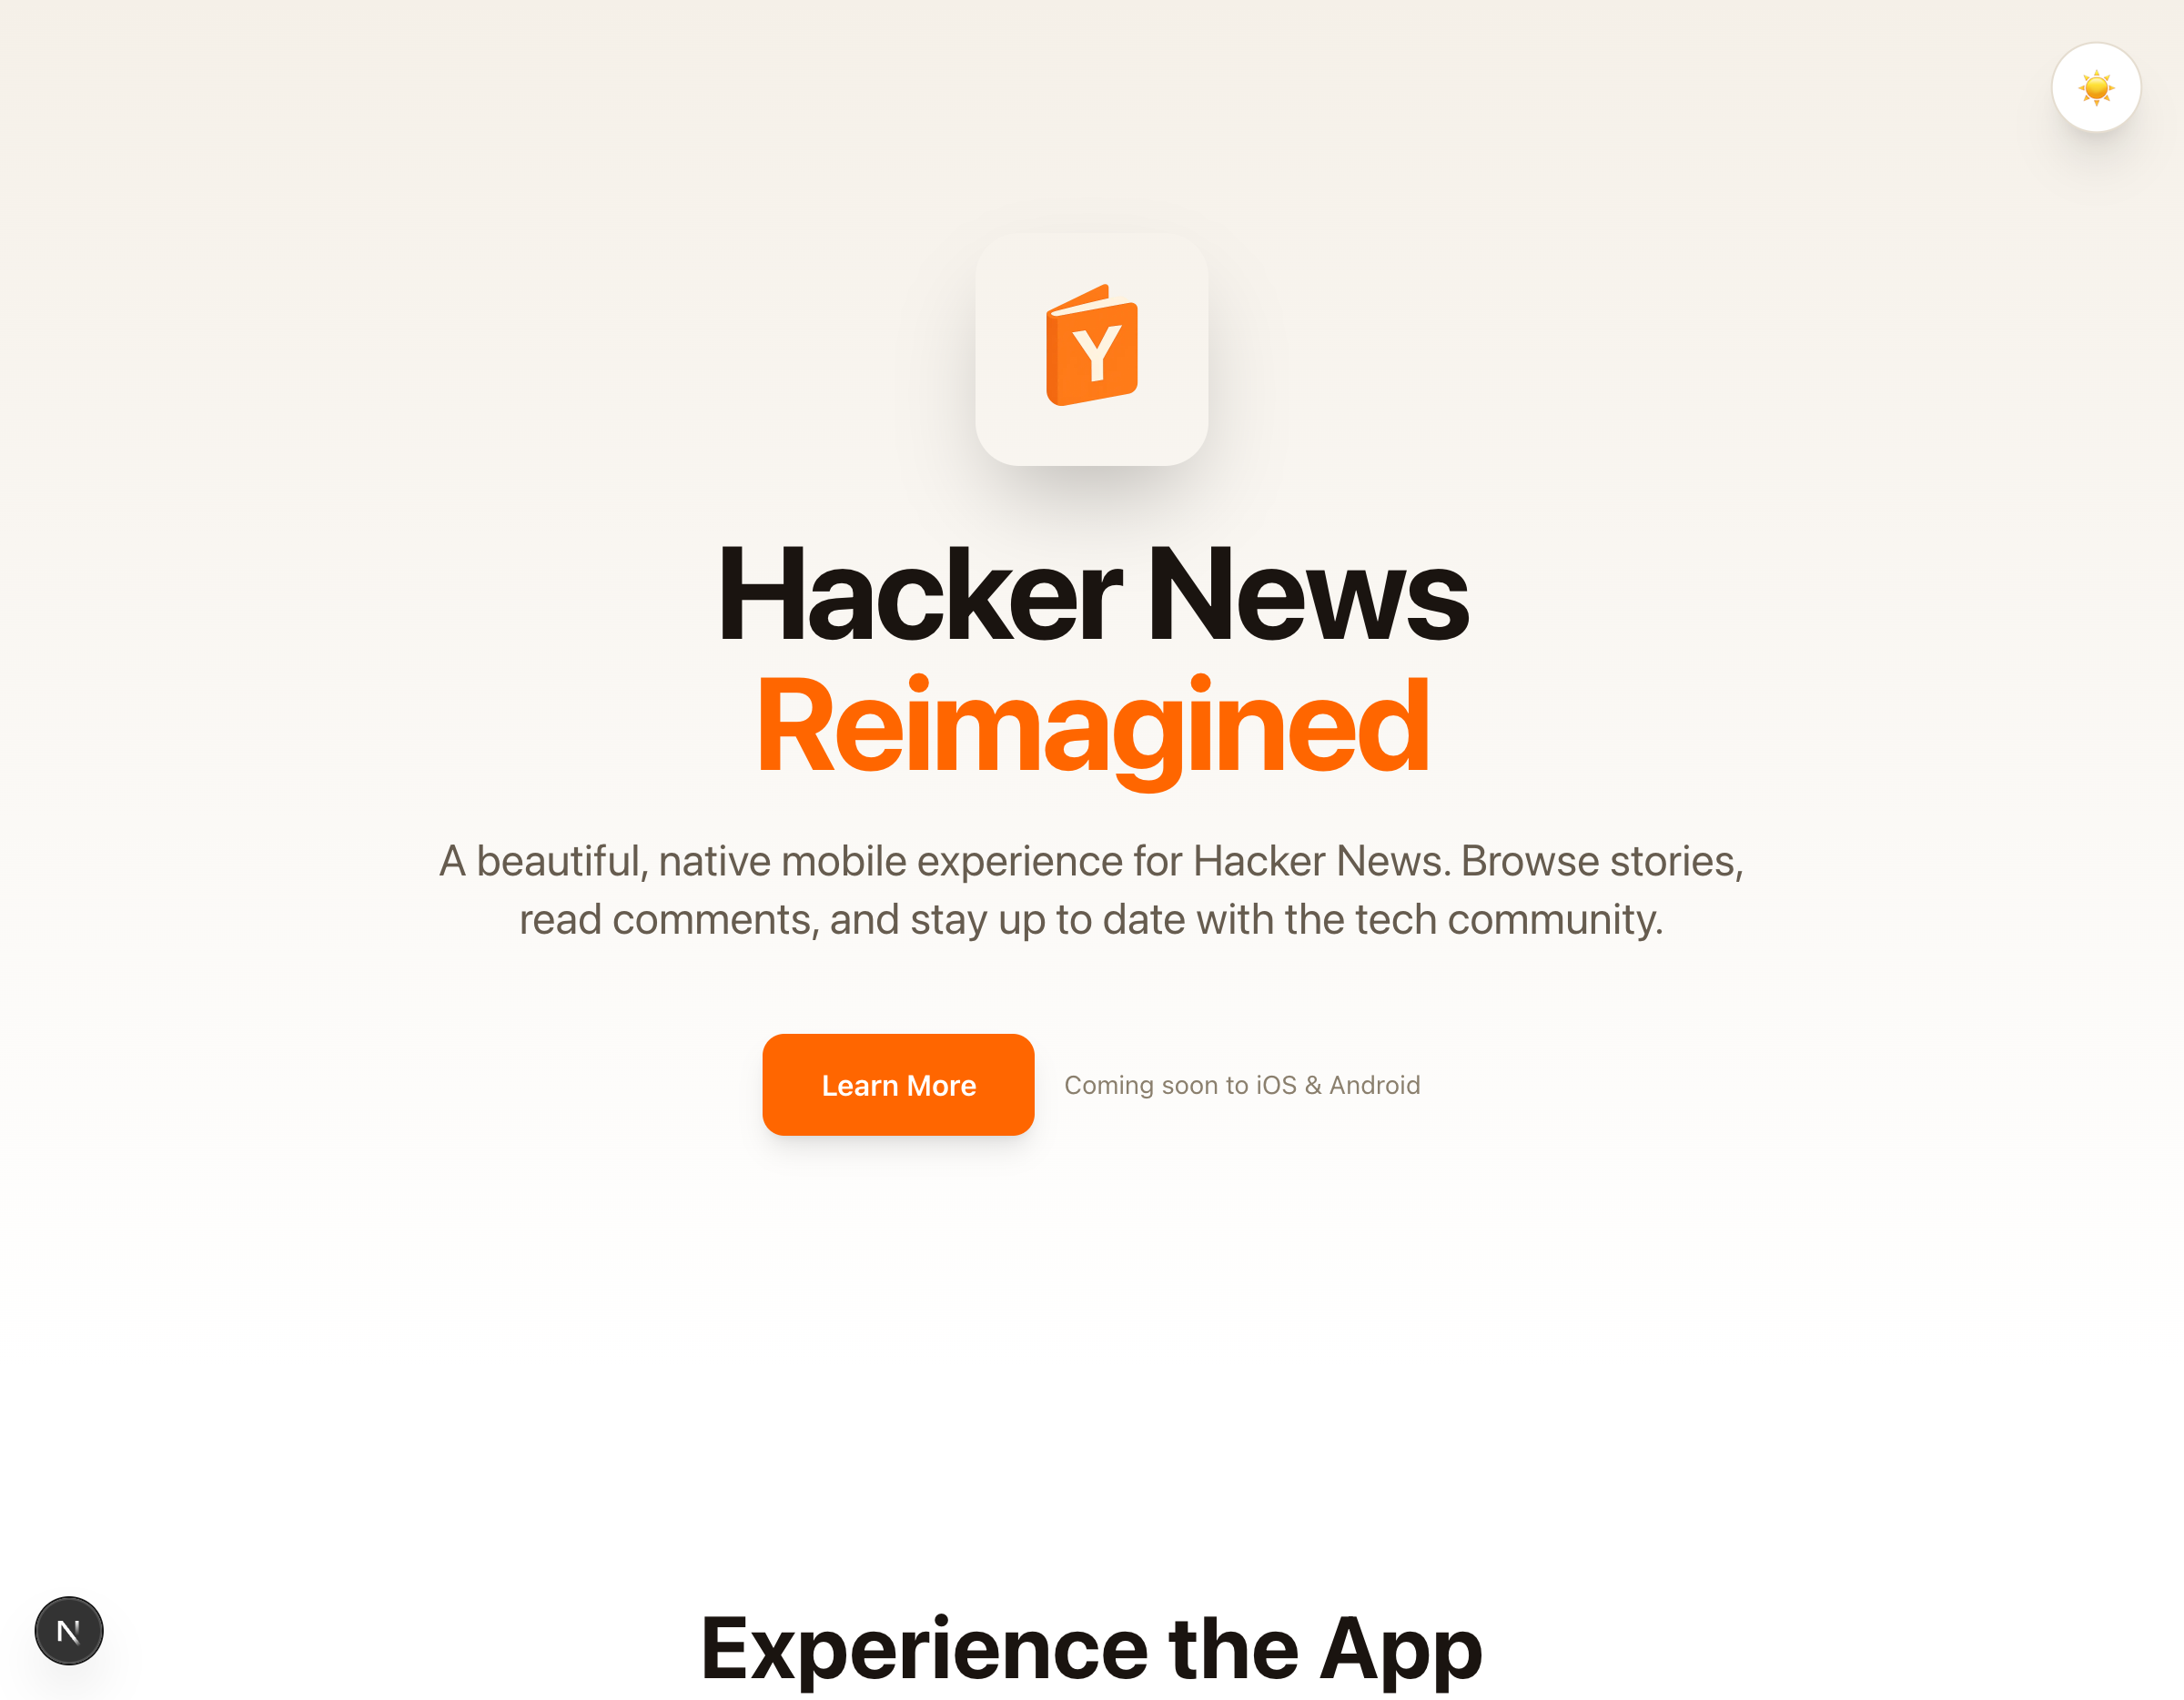 Y
Hacker News
Reimagined
A beautiful, native mobile experience for Hacker News. Browse stories,
read comments, and stay up to date with the tech community.
Learn More
Coming soon to iOS & Android
N
Experience the App